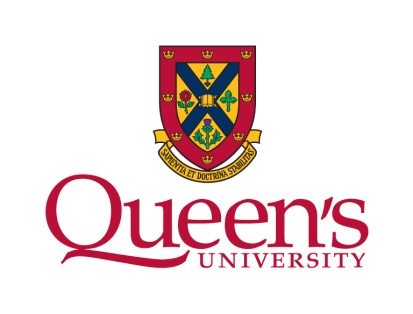 SAPIENTIA ET DOCTRINA STABILITAS
Queen's
UNIVERSITY